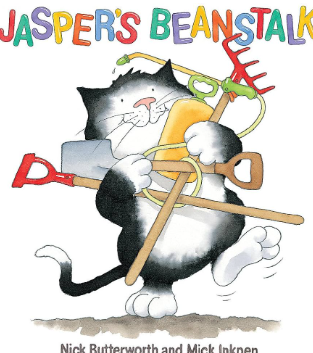 JASPER'S BEANSTALK
Nick Butterworth and Mick Inkpen